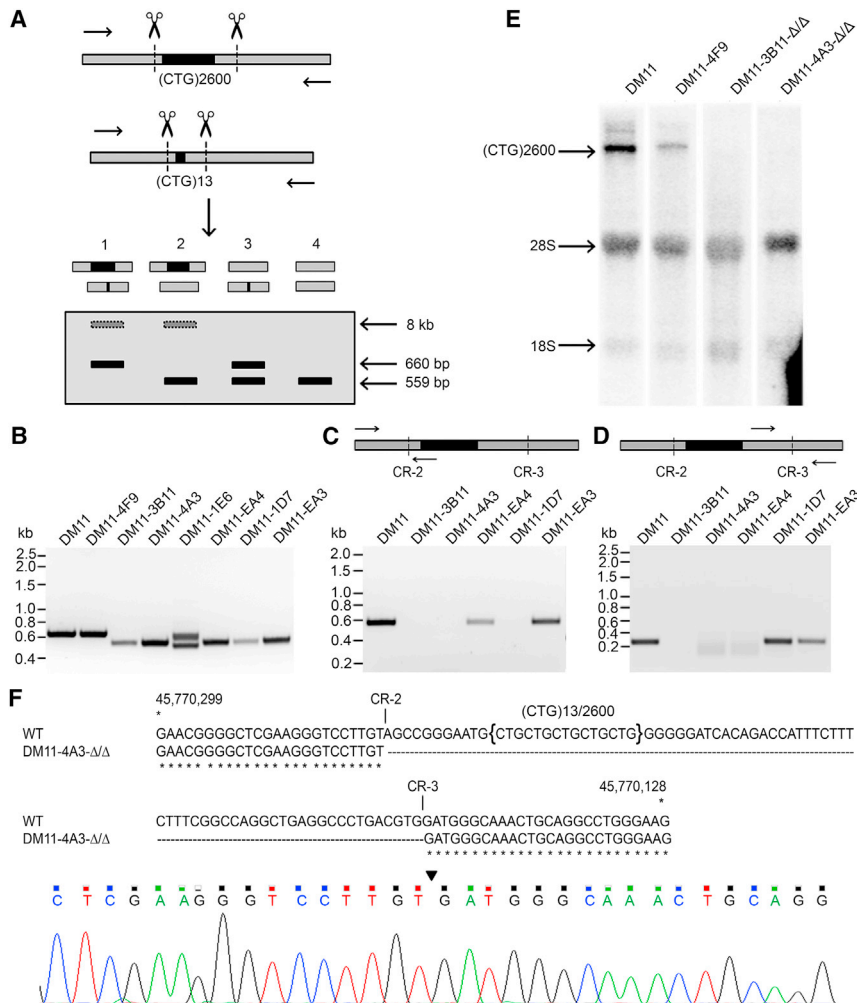 A
(CTG)2600
(CTG)13
1 2 3 4
8 kb
660 bp
559 bp
E
DM11
DM11-4F9
DM11-3B11-Δ/Δ
DM11-4A3-Δ/Δ
(CTG)2600
28S
18S
B
kb
DM11
DM11-4F9
DM11-3B11
DM11-4A3
DM11-1E6
DM11-EA4
DM11-1D7
DM11-EA3
2.5
2.0
1.5
1.0
0.8
0.6
0.4
C
CR-2 CR-3
kb
DM11
DM11-3B11
DM11-4A3
DM11-EA4
DM11-1D7
DM11-EA3
2.0
1.5
1.0
0.8
0.6
0.4
0.2
D
CR-2 CR-3
kb
DM11
DM11-3B11
DM11-4A3
DM11-EA4
DM11-1D7
DM11-EA3
2.5
2.0
1.5
1.0
0.8
0.6
0.4
0.2
F
45,770,299 CR-2 (CTG)13/2600
*
WT GAACGGGGCTCGAAGGGTCCTTGTAGCCGGGAATG{CTGCTGCTGCTGCTG}GGGGGATCACAGACCATTTCTTT
DM11-4A3-Δ/Δ GAACGGGGCTCGAAGGGTCCTTGT
************************
CR-3 45,770,128
*
WT CTTTCGGCCAGGCTGAGGCCCTGACGTGGATGGGCAAACTGCAGGCCTGGGAAG
DM11-4A3-Δ/Δ GATGGGCAAACTGCAGGCCTGGGAAG
**************************
C T C G A A G G G T C C T T G T G A T G G G C A A A C T G C A G G